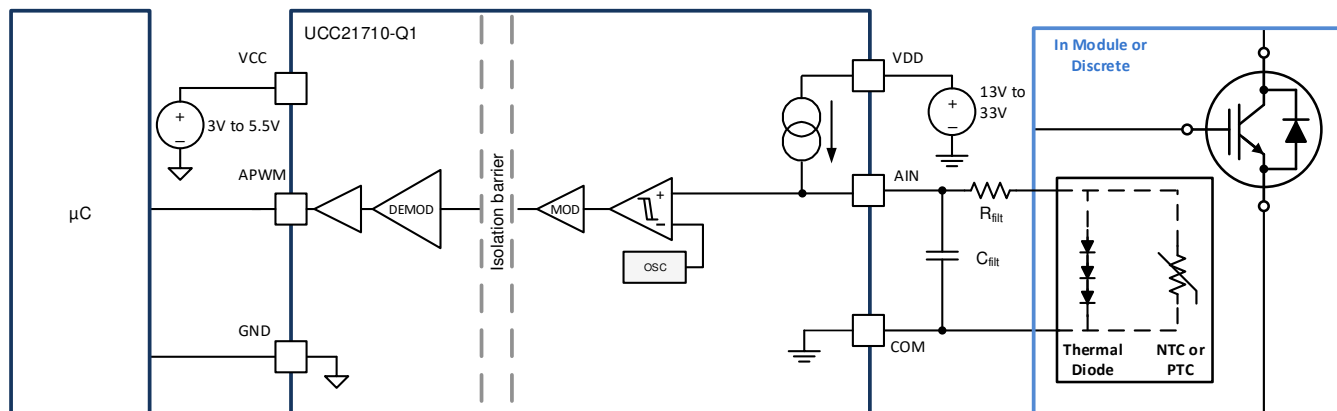 UCC21710-Q1
In Module or
Discrete
VCC
VDD
+
−
3V to 5.5V
+
−
13V to
33V
APWM
AIN
µC
DEMOD
Isolation barrier
MOD
+
−
Rfilt
OSC
Cfilt
GND
COM
Thermal
Diode
NTC or
PTC